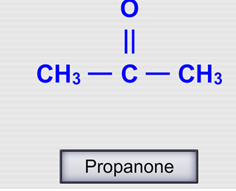 O
||
CH₃ — C — CH₃
Propanone